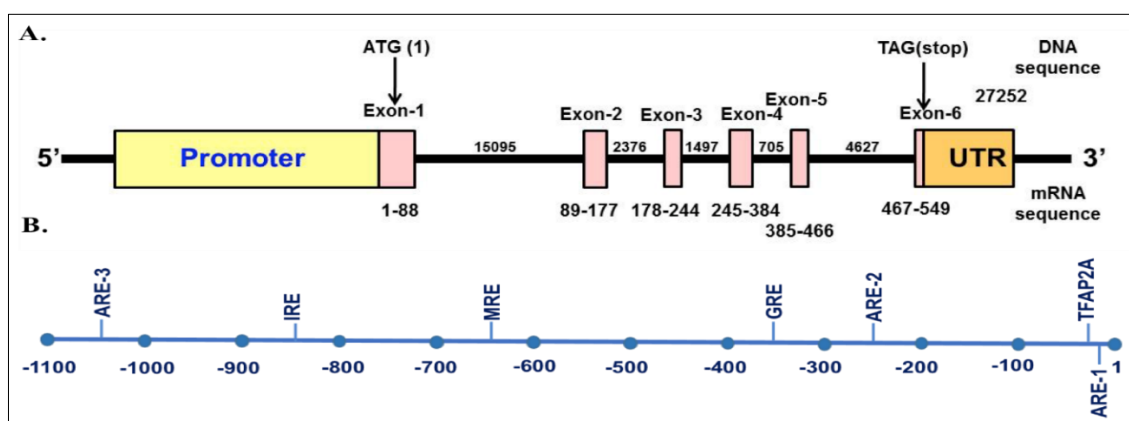 A.
ATG (1)
TAG(stop)
DNA
sequence
27252
Exon-1
Exon-2
Exon-3
Exon-4
Exon-5
Exon-6
5’
Promoter
15095
2376
1497
705
4627
UTR
3’
mRNA
sequence
1-88
89-177
178-244
245-384
385-466
467-549
B.
ARE-3
IRE
MRE
GRE
ARE-2
TFAP2A
ARE-1
-1100
-1000
-900
-800
-700
-600
-500
-400
-300
-200
-100
1